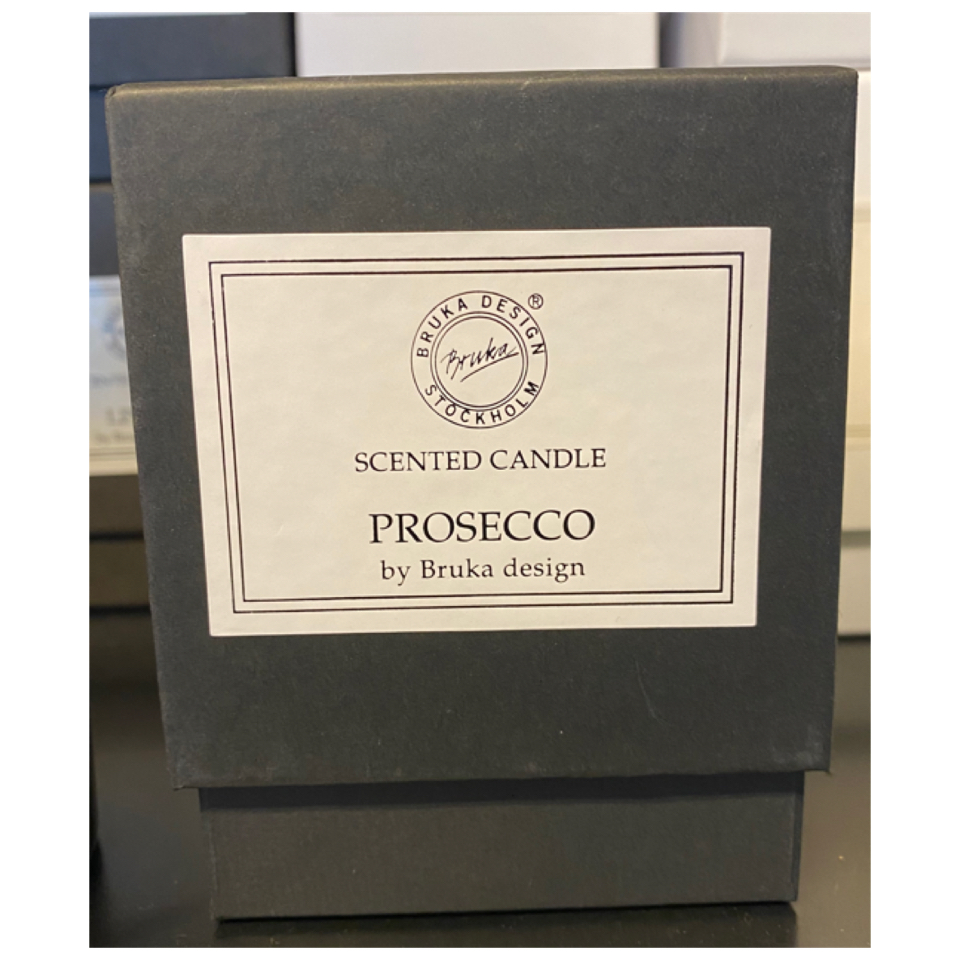 BRUKA DESIGN ®
Bruka
STOCKHOLM
SCENTED CANDLE
PROSECCO
by Bruka design